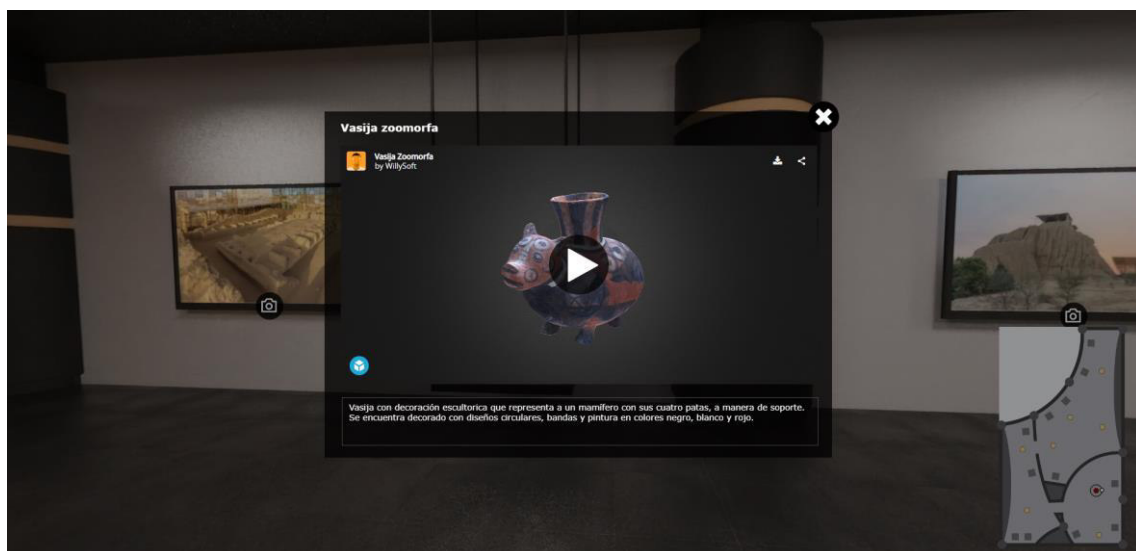 Vasija zoomorfa
Vasija Zoomorfa
by WillySoft
Vasija con decoración escultorica que representa a un mamífero con sus cuatro patas, a manera de soporte.
Se encuentra decorado con diseños circulares, bandas y pintura en colores negro, blanco y rojo.